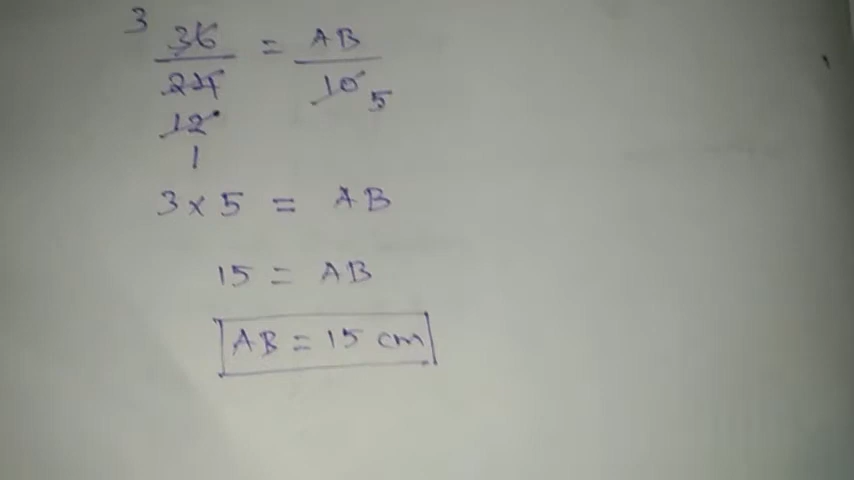 3 36 = AB
24 10 5
12
1
3 x 5 = AB
15 = AB
AB = 15 cm